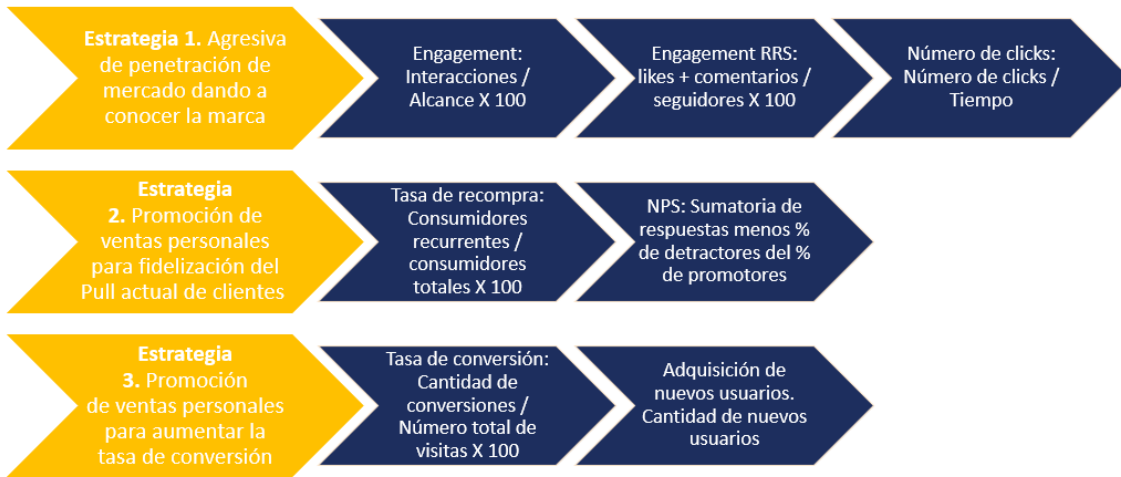 Estrategia 1. Agresiva
de penetración de
mercado dando a
conocer la marca
Engagement:
Interacciones /
Alcance X 100
Engagement RRS:
likes + comentarios /
seguidores X 100
Número de clicks:
Número de clicks /
Tiempo
Estrategia
2. Promoción de
ventas personales
para fidelización del
Pull actual de clientes
Tasa de recompra:
Consumidores
recurrentes /
consumidores
totales X 100
NPS: Sumatoria de
respuestas menos %
de detractores del %
de promotores
Estrategia
3. Promoción
de ventas personales
para aumentar la
tasa de conversión
Tasa de conversión:
Cantidad de
conversiones /
Número total de
visitas X 100
Adquisición de
nuevos usuarios.
Cantidad de nuevos
usuarios